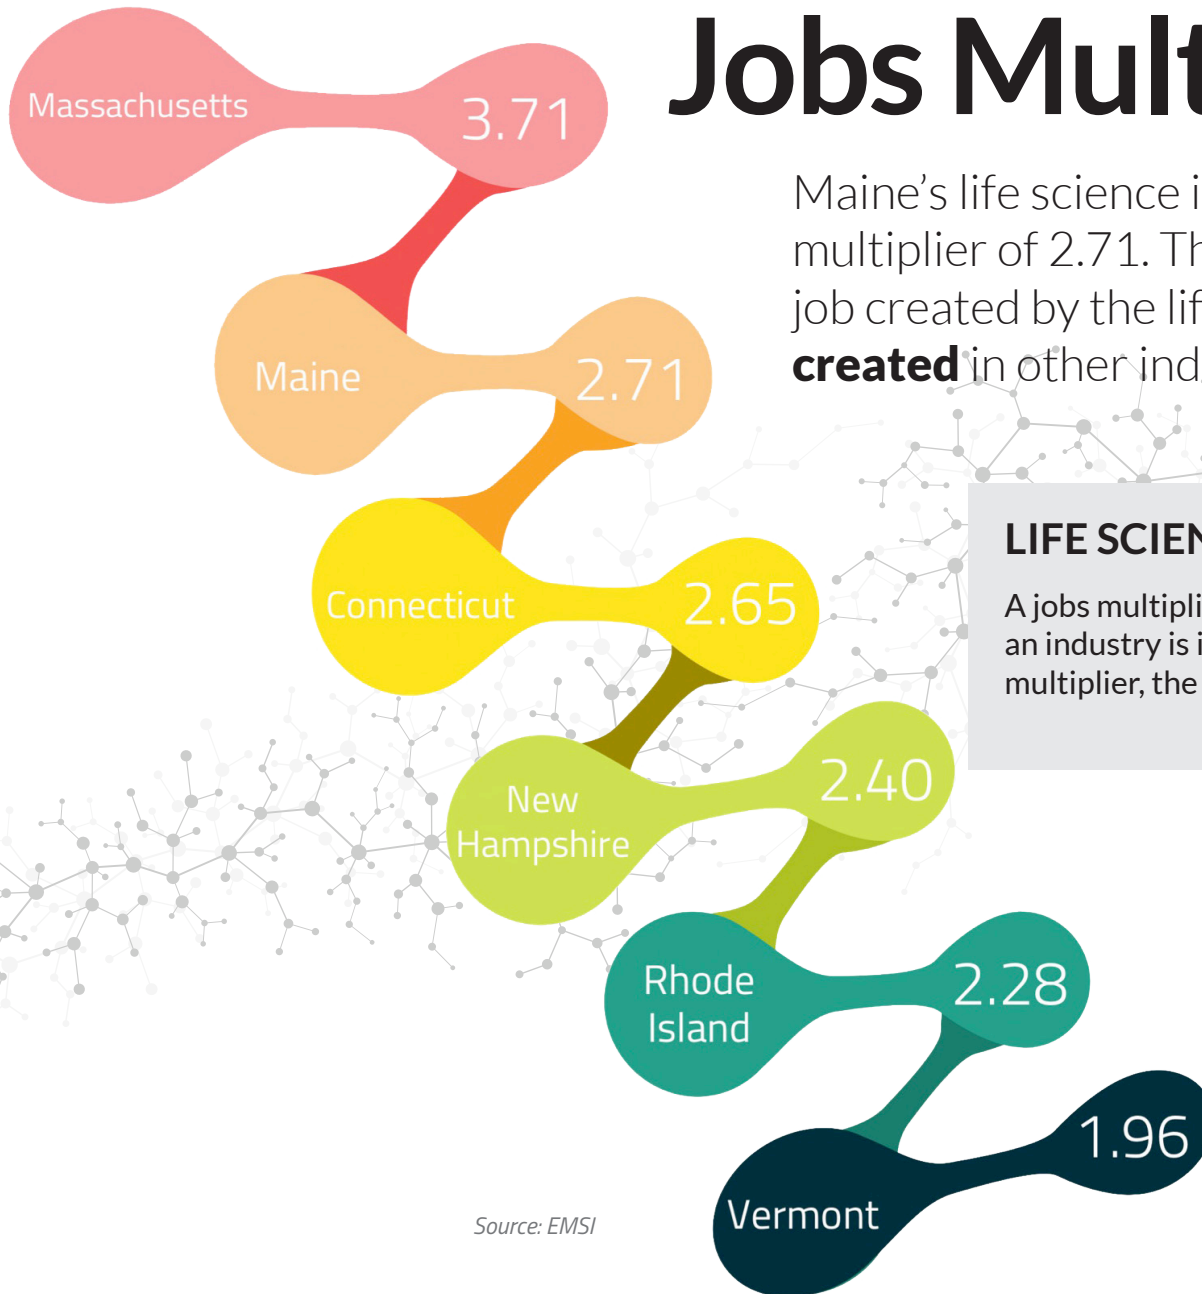 Jobs Mult
Maine’s life science i
multiplier of 2.71. Th
job created by the lif
created in other ind
Massachusetts
3.71
Maine
2.71
Connecticut
2.65
New
Hampshire
2.40
Rhode
Island
2.28
Vermont
1.96
LIFE SCIEN
A jobs multipli
an industry is i
multiplier, the
Source: EMSI